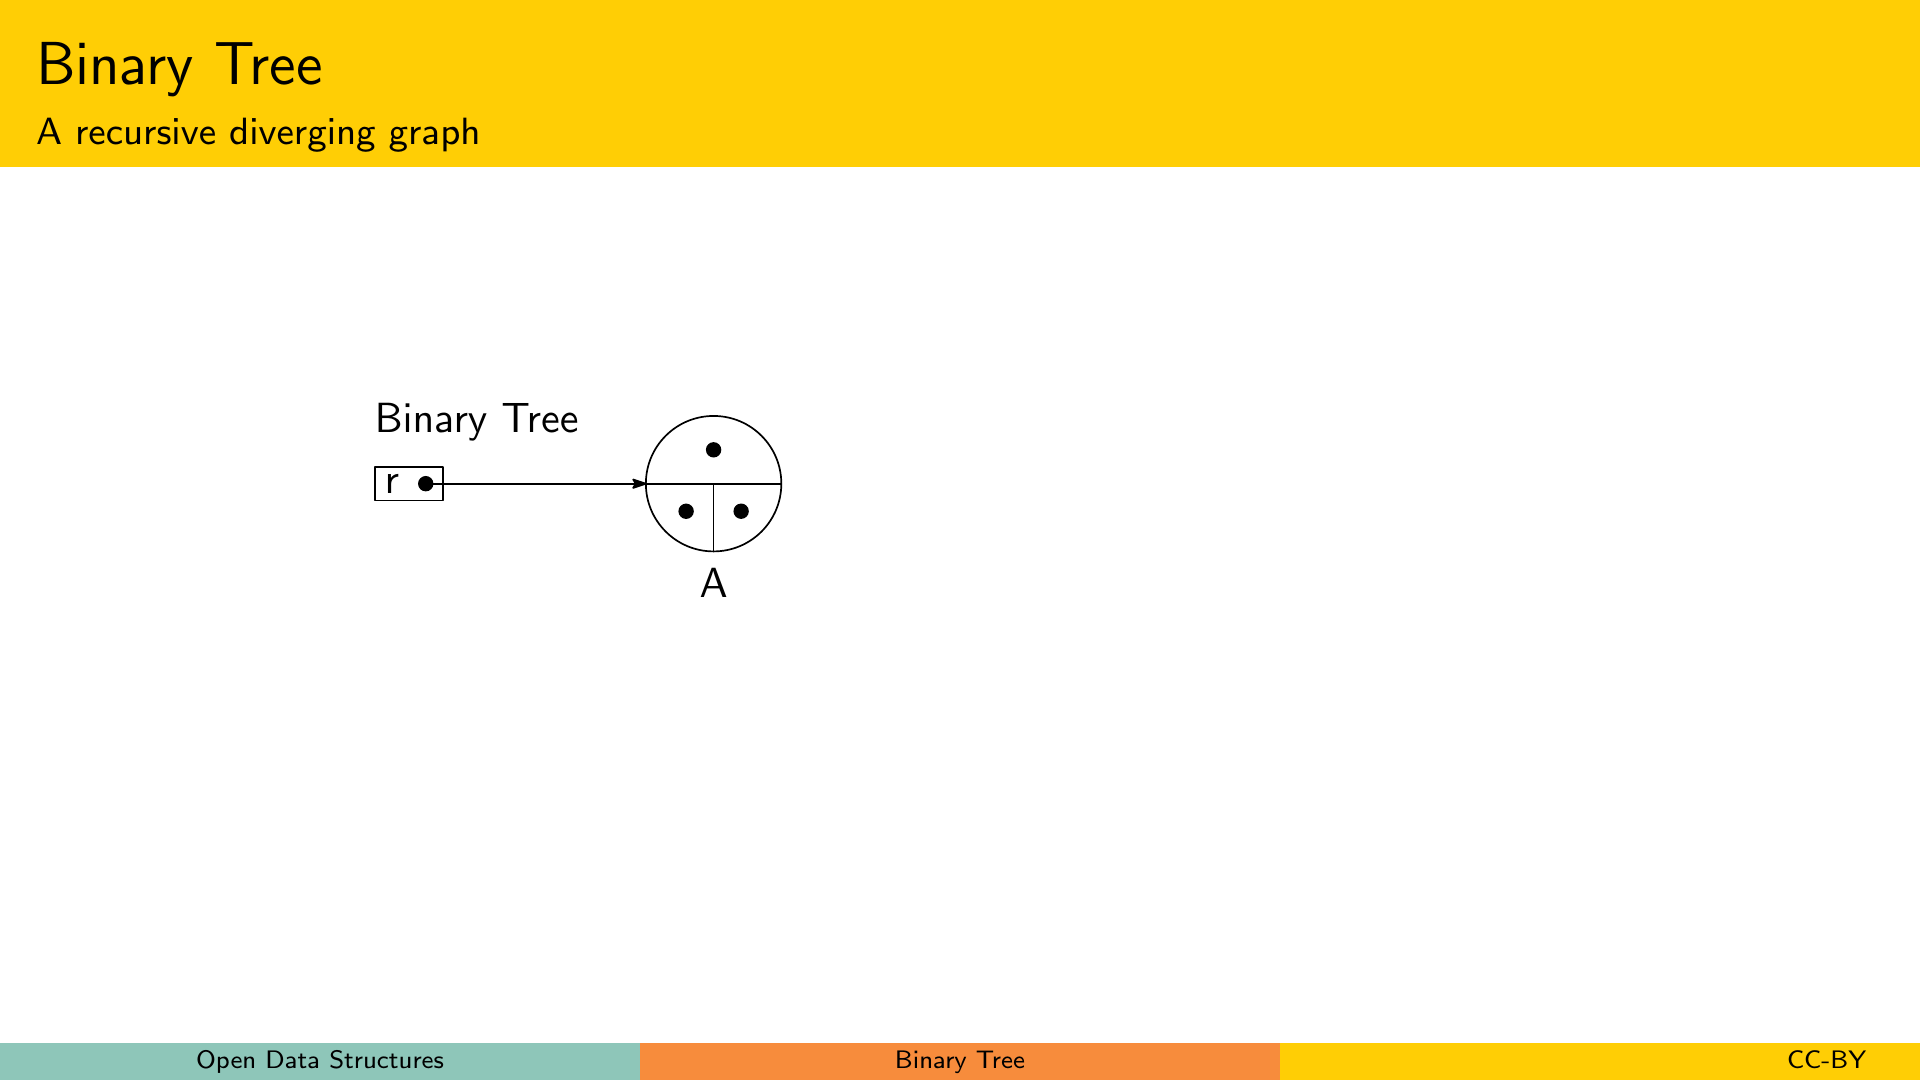 Binary Tree
A recursive diverging graph
Binary Tree
r
A
Open Data Structures
Binary Tree
CC-BY